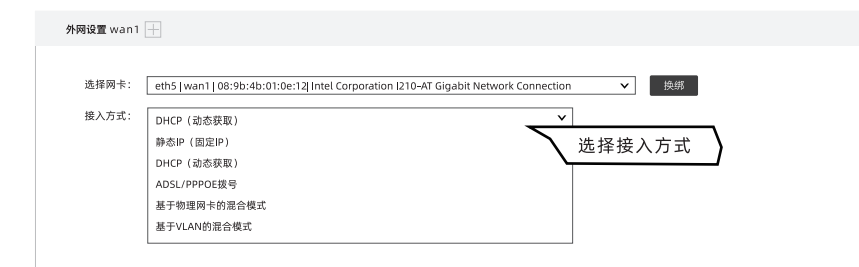 外网设置 wan1
选择网卡: eth5 | wan1 | 08:9b:4b:01:0e:12| Intel Corporation I210-AT Gigabit Network Connection 换绑
接入方式: DHCP（动态获取）
静态IP（固定IP）
DHCP（动态获取）
ADSL/PPPOE拨号
基于物理网卡的混合模式
基于VLAN的混合模式
选择接入方式